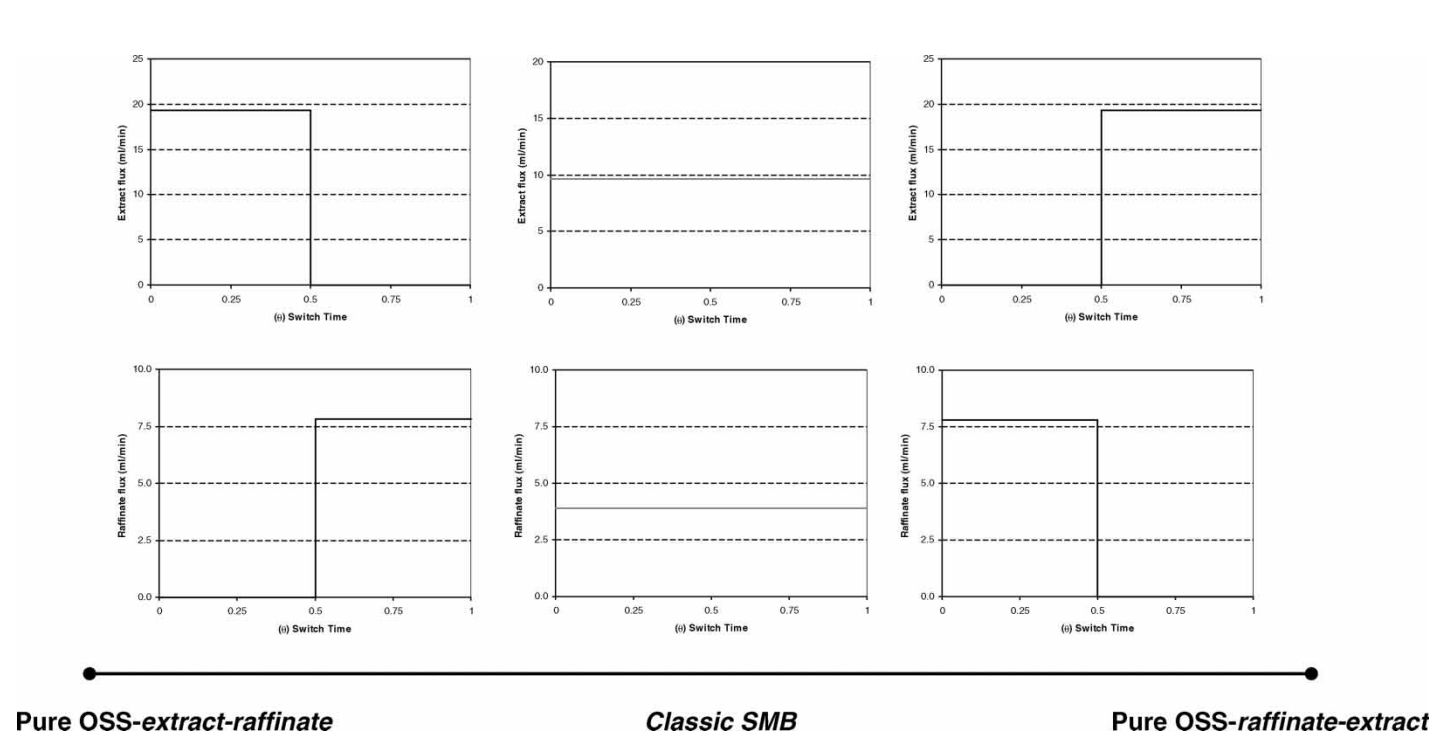 25
20
15
10
5
0
Extract flux (ml/min)
0 0.25 0.5 0.75 1
(θ) Switch Time
20
15
10
5
0
Extract flux (ml/min)
0 0.25 0.5 0.75 1
(θ) Switch Time
25
20
15
10
5
0
Extract flux (ml/min)
0 0.25 0.5 0.75 1
(θ) Switch Time
10.0
7.5
5.0
2.5
0.0
Raffinate flux (ml/min)
0 0.25 0.5 0.75 1
(θ) Switch Time
10.0
7.5
5.0
2.5
0.0
Raffinate flux (ml/min)
0 0.25 0.5 0.75 1
(θ) Switch Time
10.0
7.5
5.0
2.5
0.0
Raffinate flux (ml/min)
0 0.25 0.5 0.75 1
(θ) Switch Time
Pure OSS-extract-raffinate
Classic SMB
Pure OSS-raffinate-extract